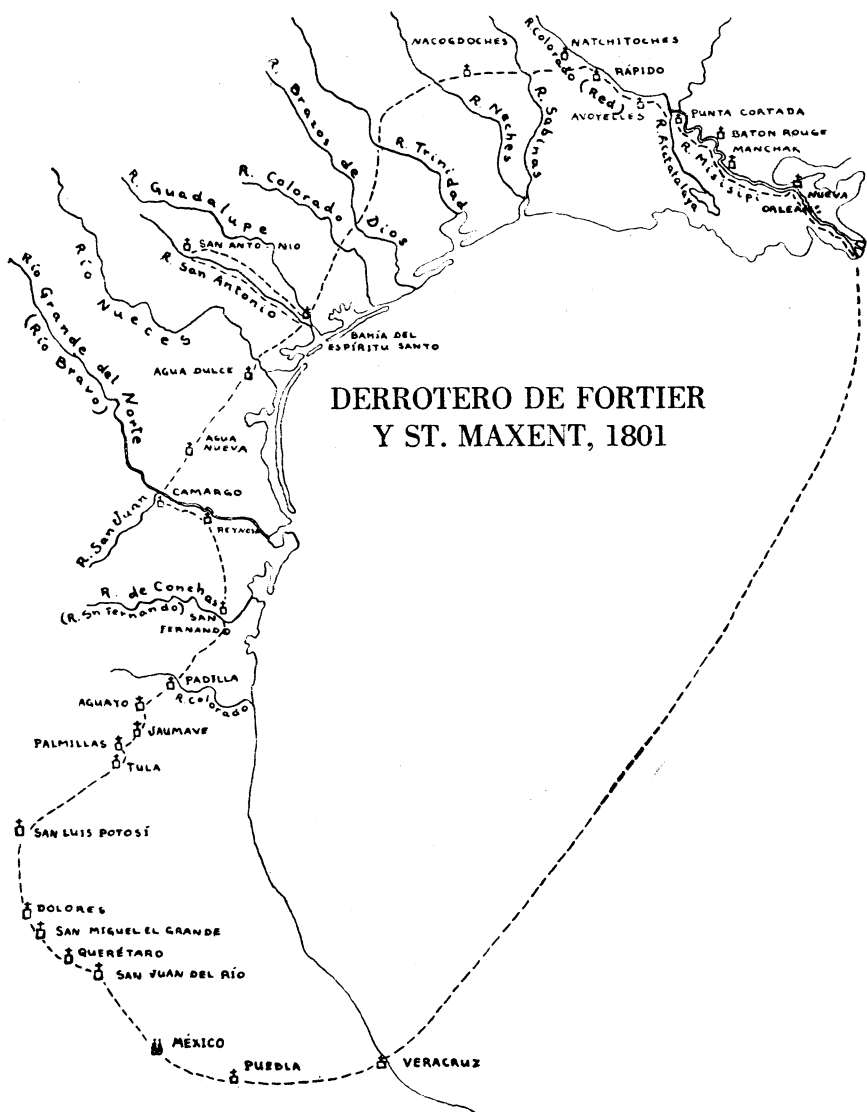 NACOGDOCHES
NATCHITOCHES
R. Colorado (Red)
RÁPIDO
AVOYELLES
PUNTA CORTADA
BATON ROUGE
MANCHAK
R. Misisipi
NUEVA
ORLEANS
R. Acatafalaya
R. Sabinas
R. Neches
R. Trinidad
R. Brazos de Dios
R. Colorado
R. Guadalupe
SAN ANTONIO
R. San Antonio
Río Nueces
Río Grande del Norte
(Río Bravo)
BAHÍA DEL
ESPÍRITU SANTO
AGUA DULCE
DERROTERO DE FORTIER
Y ST. MAXENT, 1801
AGUA
NUEVA
CAMARGO
REYNOSA
R. San Juan
R. de Conchas
(R. Sn Fernando)
SAN
FERNANDO
PADILLA
R. Colorado
AGUAYO
JAUMAVE
PALMILLAS
TULA
SAN LUIS POTOSÍ
DOLORES
SAN MIGUEL EL GRANDE
QUERÉTARO
SAN JUAN DEL RÍO
MÉXICO
PUEBLA
VERACRUZ